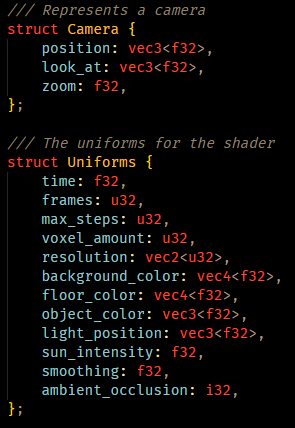 /// Represents a camera
struct Camera {
    position: vec3<f32>,
    look_at: vec3<f32>,
    zoom: f32,
};

/// The uniforms for the shader
struct Uniforms {
    time: f32,
    frames: u32,
    max_steps: u32,
    voxel_amount: u32,
    resolution: vec2<u32>,
    background_color: vec4<f32>,
    floor_color: vec4<f32>,
    object_color: vec3<f32>,
    light_position: vec3<f32>,
    sun_intensity: f32,
    smoothing: f32,
    ambient_occlusion: i32,
};